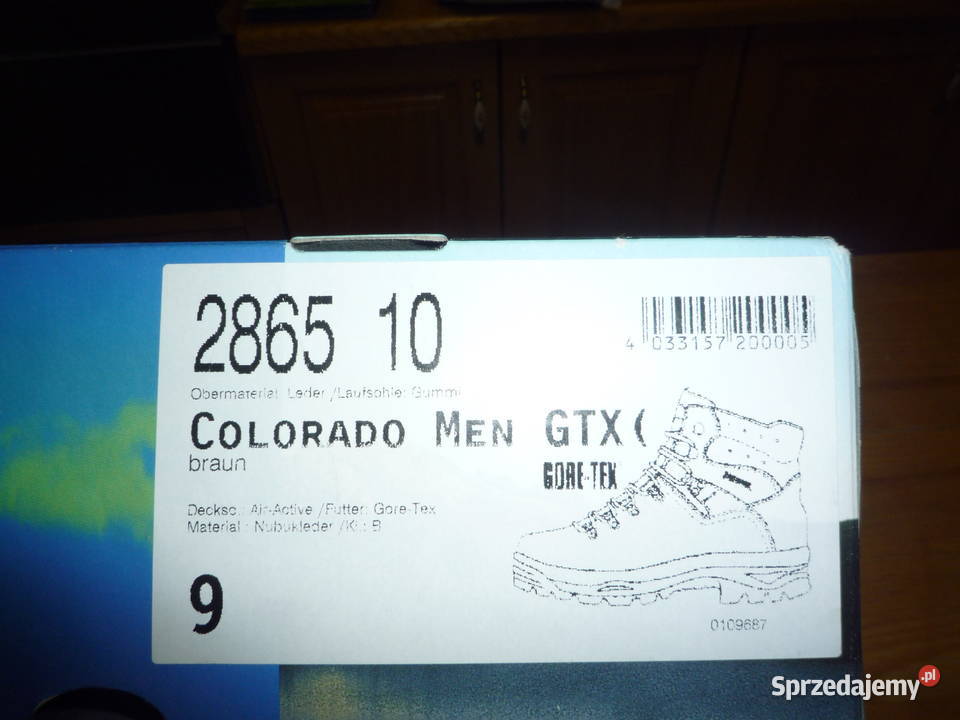 2865 10
4 033157 200005
Obermaterial: Leder /Laufsohle: Gummi
COLORADO MEN GTX (
braun
GORE-TEX
Decksc.: Air-Active /Futter: Gore-Tex
Material : Nubukleder /Kl.: B
9
0109687
Sprzedajemy.pl